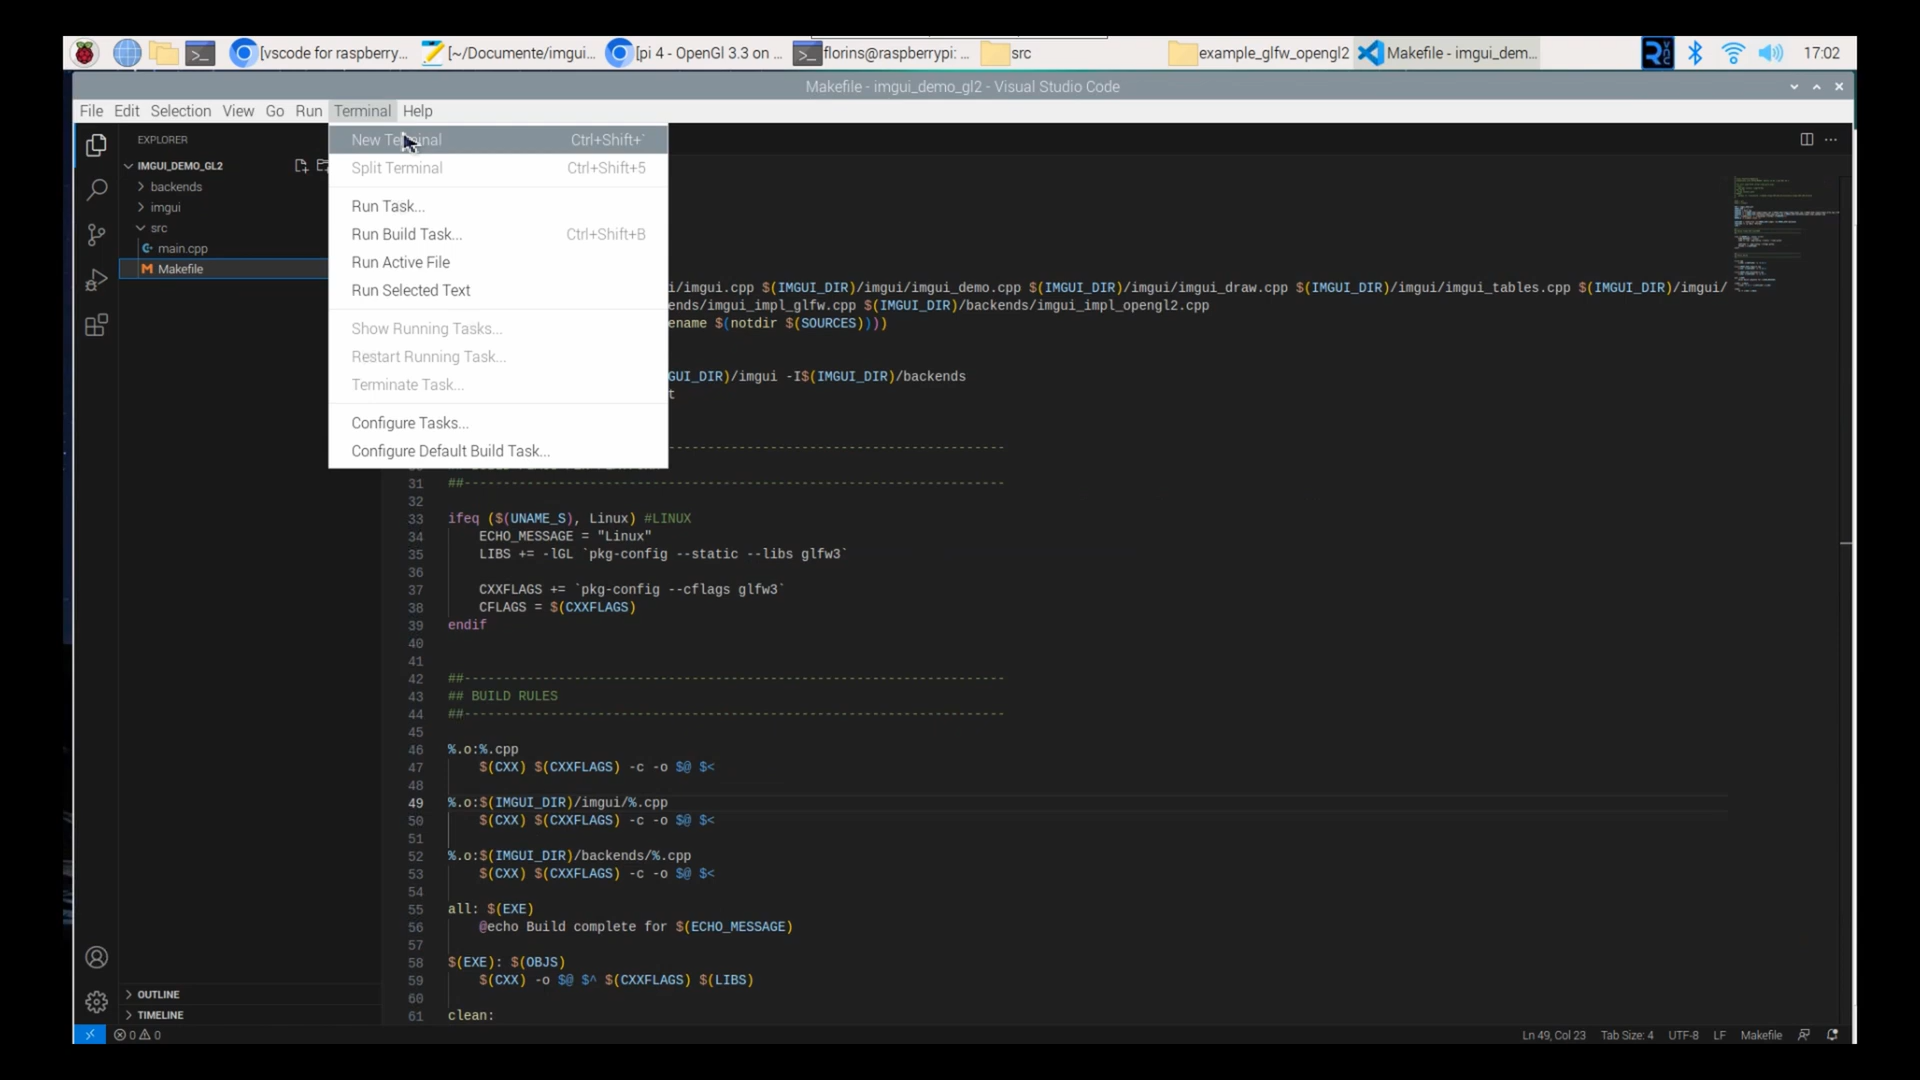 [vscode for raspberry...
[~/Documente/imgui...
[pi 4 - OpenGl 3.3 on ...
florins@raspberrypi: ...
src
example_glfw_opengl2
Makefile - imgui_dem...
17:02
Makefile - imgui_demo_gl2 - Visual Studio Code
File Edit Selection View Go Run Terminal Help
EXPLORER
IMGUI_DEMO_GL2
backends
imgui
src
main.cpp
Makefile
New Terminal Ctrl+Shift+`
Split Terminal Ctrl+Shift+5
Run Task...
Run Build Task... Ctrl+Shift+B
Run Active File
Run Selected Text
Show Running Tasks...
Restart Running Task...
Terminate Task...
Configure Tasks...
Configure Default Build Task...
i/imgui.cpp $(IMGUI_DIR)/imgui/imgui_demo.cpp $(IMGUI_DIR)/imgui/imgui_draw.cpp $(IMGUI_DIR)/imgui/imgui_tables.cpp $(IMGUI_DIR)/imgui/
ends/imgui_impl_glfw.cpp $(IMGUI_DIR)/backends/imgui_impl_opengl2.cpp
ename $(notdir $(SOURCES))))
GUI_DIR)/imgui -I$(IMGUI_DIR)/backends
t
31 ##---------------------------------------------------------------------
32
33 ifeq ($(UNAME_S), Linux) #LINUX
34 ECHO_MESSAGE = "Linux"
35 LIBS += -lGL `pkg-config --static --libs glfw3`
36
37 CXXFLAGS += `pkg-config --cflags glfw3`
38 CFLAGS = $(CXXFLAGS)
39 endif
40
41
42 ##---------------------------------------------------------------------
43 ## BUILD RULES
44 ##---------------------------------------------------------------------
45
46 %.o:%.cpp
47 $(CXX) $(CXXFLAGS) -c -o $@ $<
48
49 %.o:$(IMGUI_DIR)/imgui/%.cpp
50 $(CXX) $(CXXFLAGS) -c -o $@ $<
51
52 %.o:$(IMGUI_DIR)/backends/%.cpp
53 $(CXX) $(CXXFLAGS) -c -o $@ $<
54
55 all: $(EXE)
56 @echo Build complete for $(ECHO_MESSAGE)
57
58 $(EXE): $(OBJS)
59 $(CXX) -o $@ $^ $(CXXFLAGS) $(LIBS)
60
61 clean:
OUTLINE
TIMELINE
0 0
Ln 49, Col 23 Tab Size: 4 UTF-8 LF Makefile